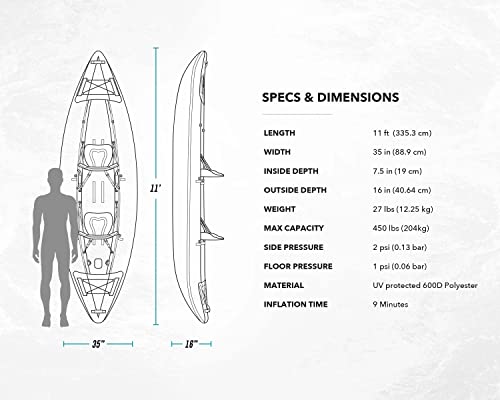 SPECS & DIMENSIONS
LENGTH 11 ft (335.3 cm)
WIDTH 35 in (88.9 cm)
INSIDE DEPTH 7.5 in (19 cm)
OUTSIDE DEPTH 16 in (40.64 cm)
WEIGHT 27 lbs (12.25 kg)
MAX CAPACITY 450 lbs (204kg)
SIDE PRESSURE 2 psi (0.13 bar)
FLOOR PRESSURE 1 psi (0.06 bar)
MATERIAL UV protected 600D Polyester
INFLATION TIME 9 Minutes
11'
35"
16"